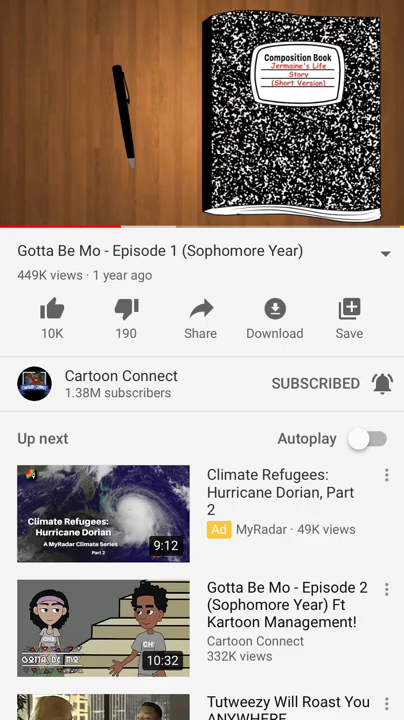 Composition Book
Jermaine's Life
Story
(Short Version)
Gotta Be Mo - Episode 1 (Sophomore Year)
449K views · 1 year ago
10K
190
Share
Download
Save
Cartoon Connect
1.38M subscribers
SUBSCRIBED
Up next
Autoplay
Climate Refugees:
Hurricane Dorian
A MyRadar Climate Series
Part 2
9:12
Climate Refugees:
Hurricane Dorian, Part
2
Ad MyRadar · 49K views
CHS
CHS
GOTTA BE MO
10:32
Gotta Be Mo - Episode 2
(Sophomore Year) Ft
Kartoon Management!
Cartoon Connect
332K views
Tutweezy Will Roast You
ANYWHERE